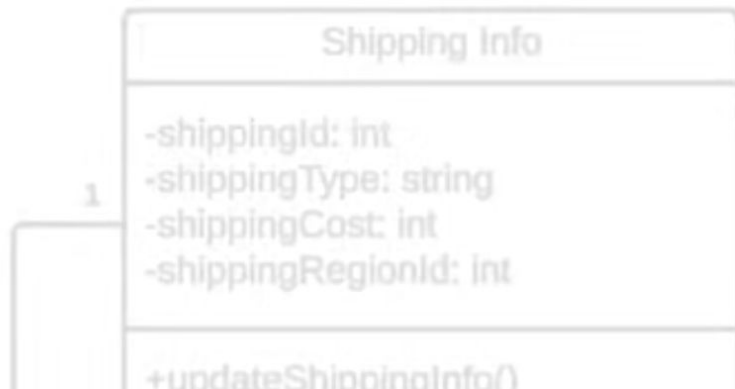 Shipping Info
-shippingId: int
-shippingType: string
1
-shippingCost: int
-shippingRegionId: int
+updateShippingInfo()